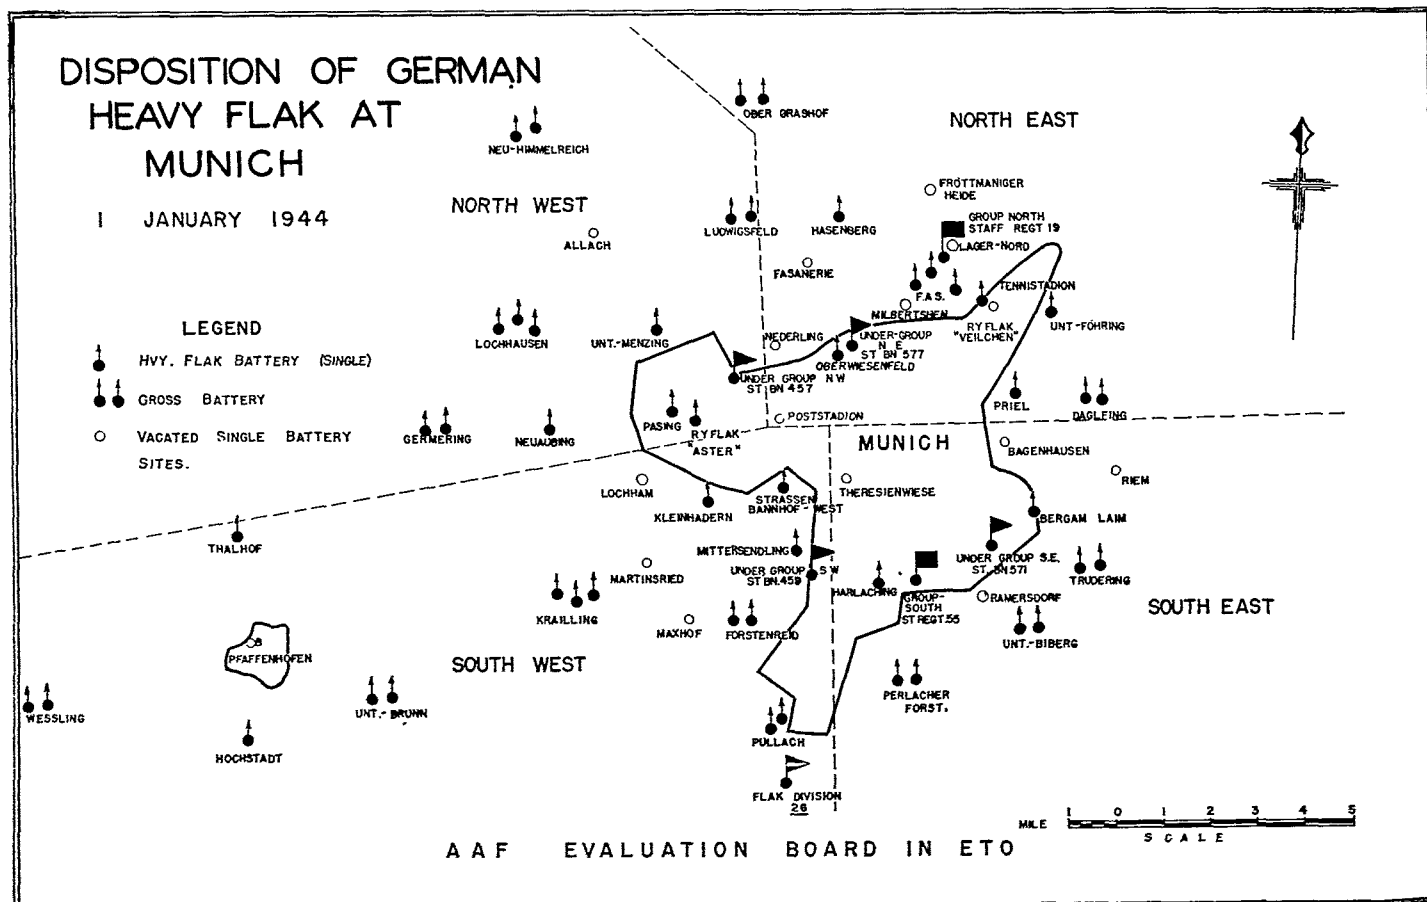 DISPOSITION OF GERMAN
HEAVY FLAK AT
MUNICH
1 JANUARY 1944
LEGEND
HVY. FLAK BATTERY (SINGLE)
GROSS BATTERY
VACATED SINGLE BATTERY
SITES.
NORTH WEST
NORTH EAST
OBER GRASHOF
NEU-HIMMELREICH
FRÖTTMANIGER
HEIDE
GROUP NORTH
STAFF REGT 19
LAGER-NORD
LUDWIGSFELD
HASENBERG
ALLACH
FASANERIE
F.A.S.
TENNISTADION
MILBERTSHEN
RY FLAK
"VEILCHEN"
UNT-FÖHRING
LOCHHAUSEN
UNT.-MENZING
NEDERLING
UNDER-GROUP
N E
ST BN 577
OBERWIESENFELD
UNDER GROUP NW
ST BN 457
PRIEL
DAGLFING
PASING
RY FLAK
"ASTER"
POSTSTADION
GERMERING
NEUAUBING
MUNICH
BAGENHAUSEN
RIEM
LOCHHAM
KLEINHADERN
STRASSEN
BANNHOF-WEST
THERESIENWIESE
BERGAM LAIM
THALHOF
MITTERSENDLING
UNDER GROUP S W
ST BN.459
MARTINSRIED
HARLACHING
GROUP-
SOUTH
ST REGT.55
UNDER GROUP S.E.
ST. BN 571
TRUDERING
RAMERSDORF
SOUTH EAST
KRAILLING
MAXHOF
FORSTENREID
UNT.-BIBERG
8
PFAFFENHOFEN
SOUTH WEST
PERLACHER
FORST.
WESSLING
UNT.-BRUNN
HOCHSTADT
PULLACH
FLAK DIVISION
26
MILE 1 0 1 2 3 4 5
SCALE
AAF EVALUATION BOARD IN ETO